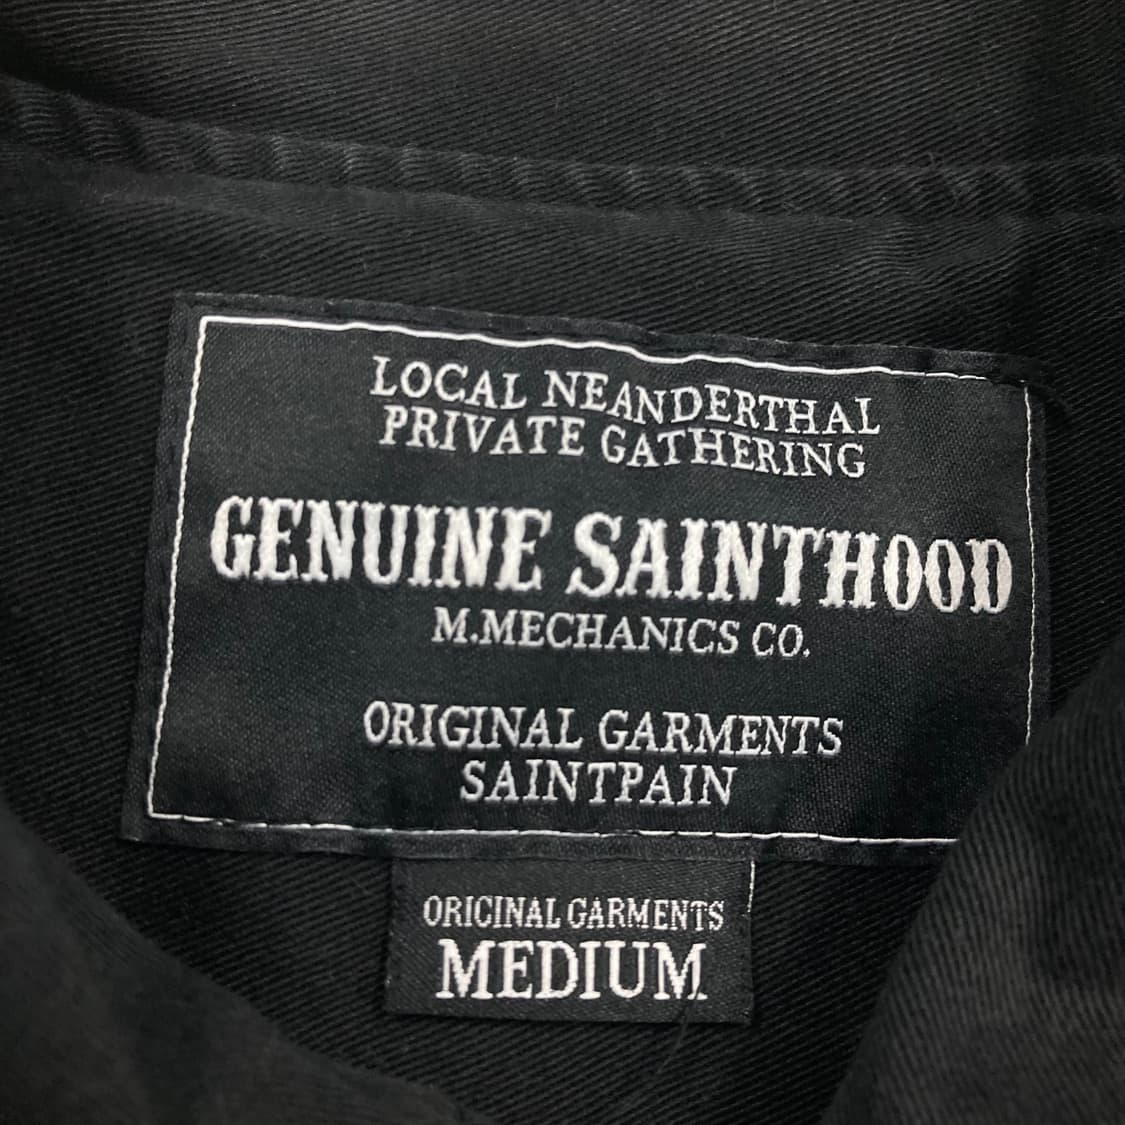 LOCAL NEANDERTHAL
PRIVATE GATHERING
GENUINE SAINTHOOD
M.MECHANICS CO.
ORIGINAL GARMENTS
SAINTPAIN
ORIGINAL GARMENTS
MEDIUM